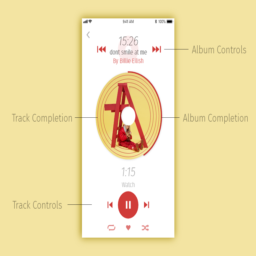 15:26
dont smile at me
by Billie Eilish
Album Controls
Track Completion
Album Completion
1:15
watch
Track Controls